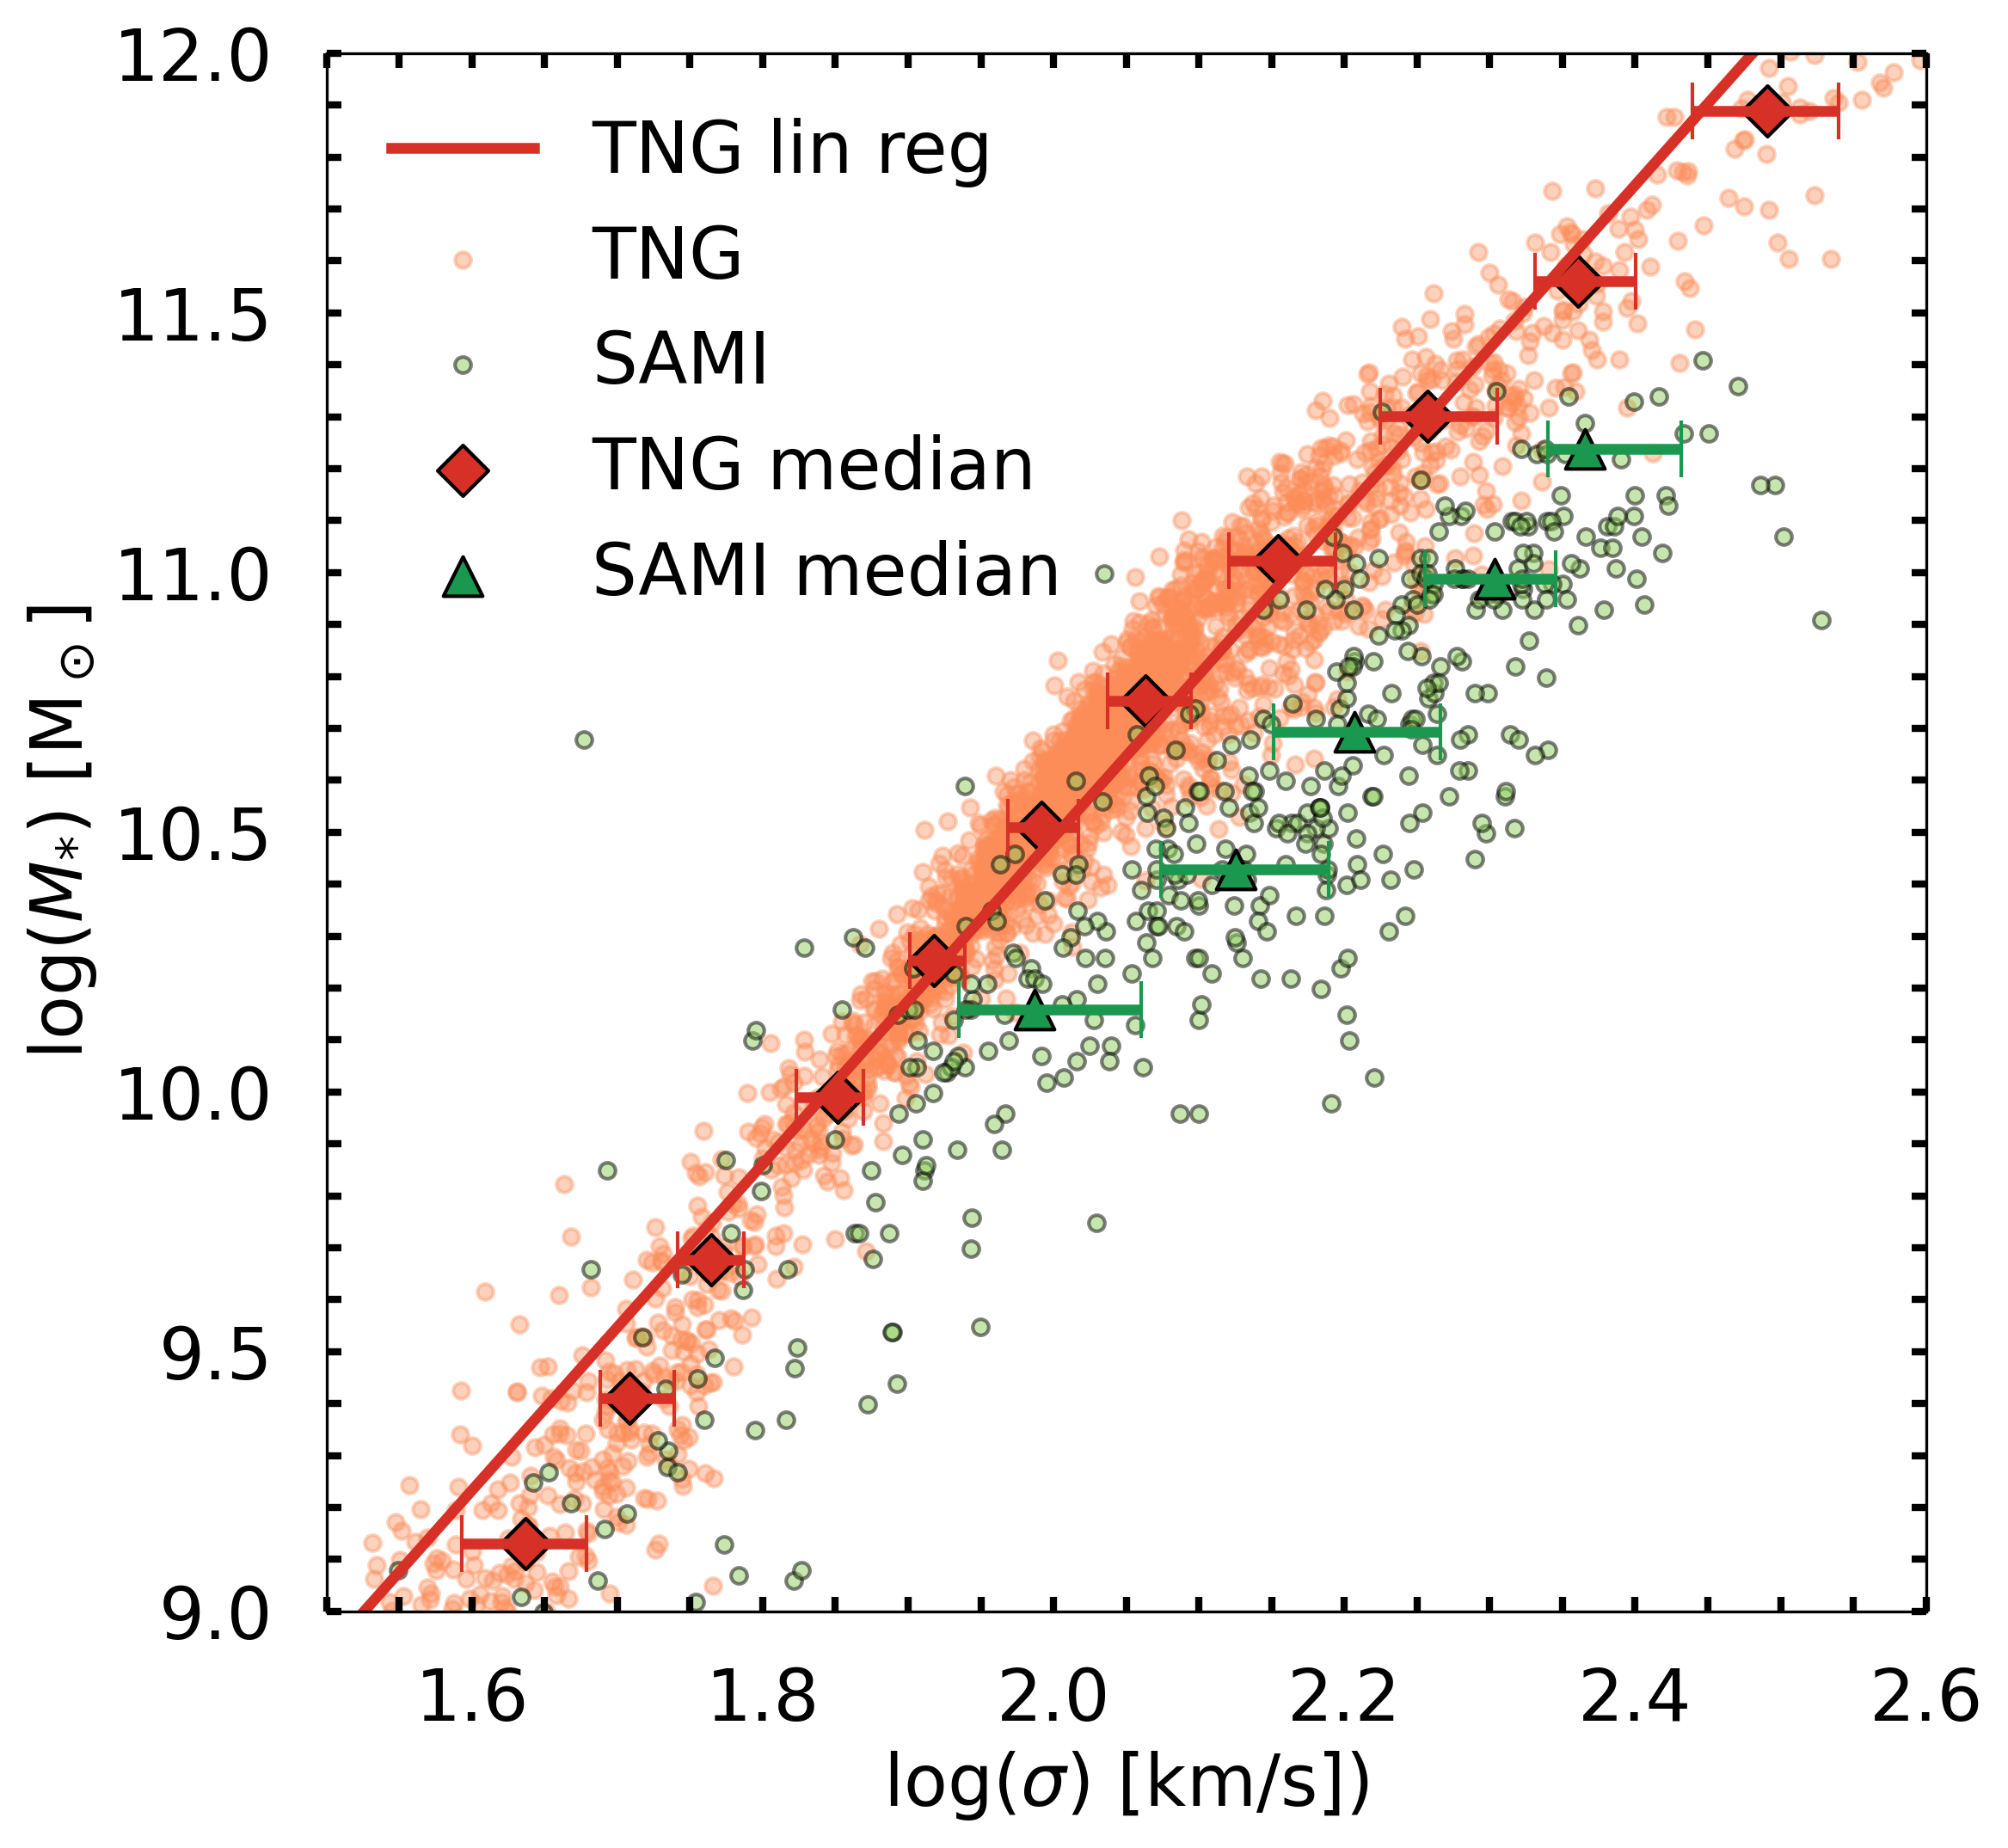 12.0
11.5
11.0
10.5
10.0
9.5
9.0
log(M*) [M⊙]
TNG lin reg
TNG
SAMI
TNG median
SAMI median
1.6 1.8 2.0 2.2 2.4 2.6
log(σ) [km/s])